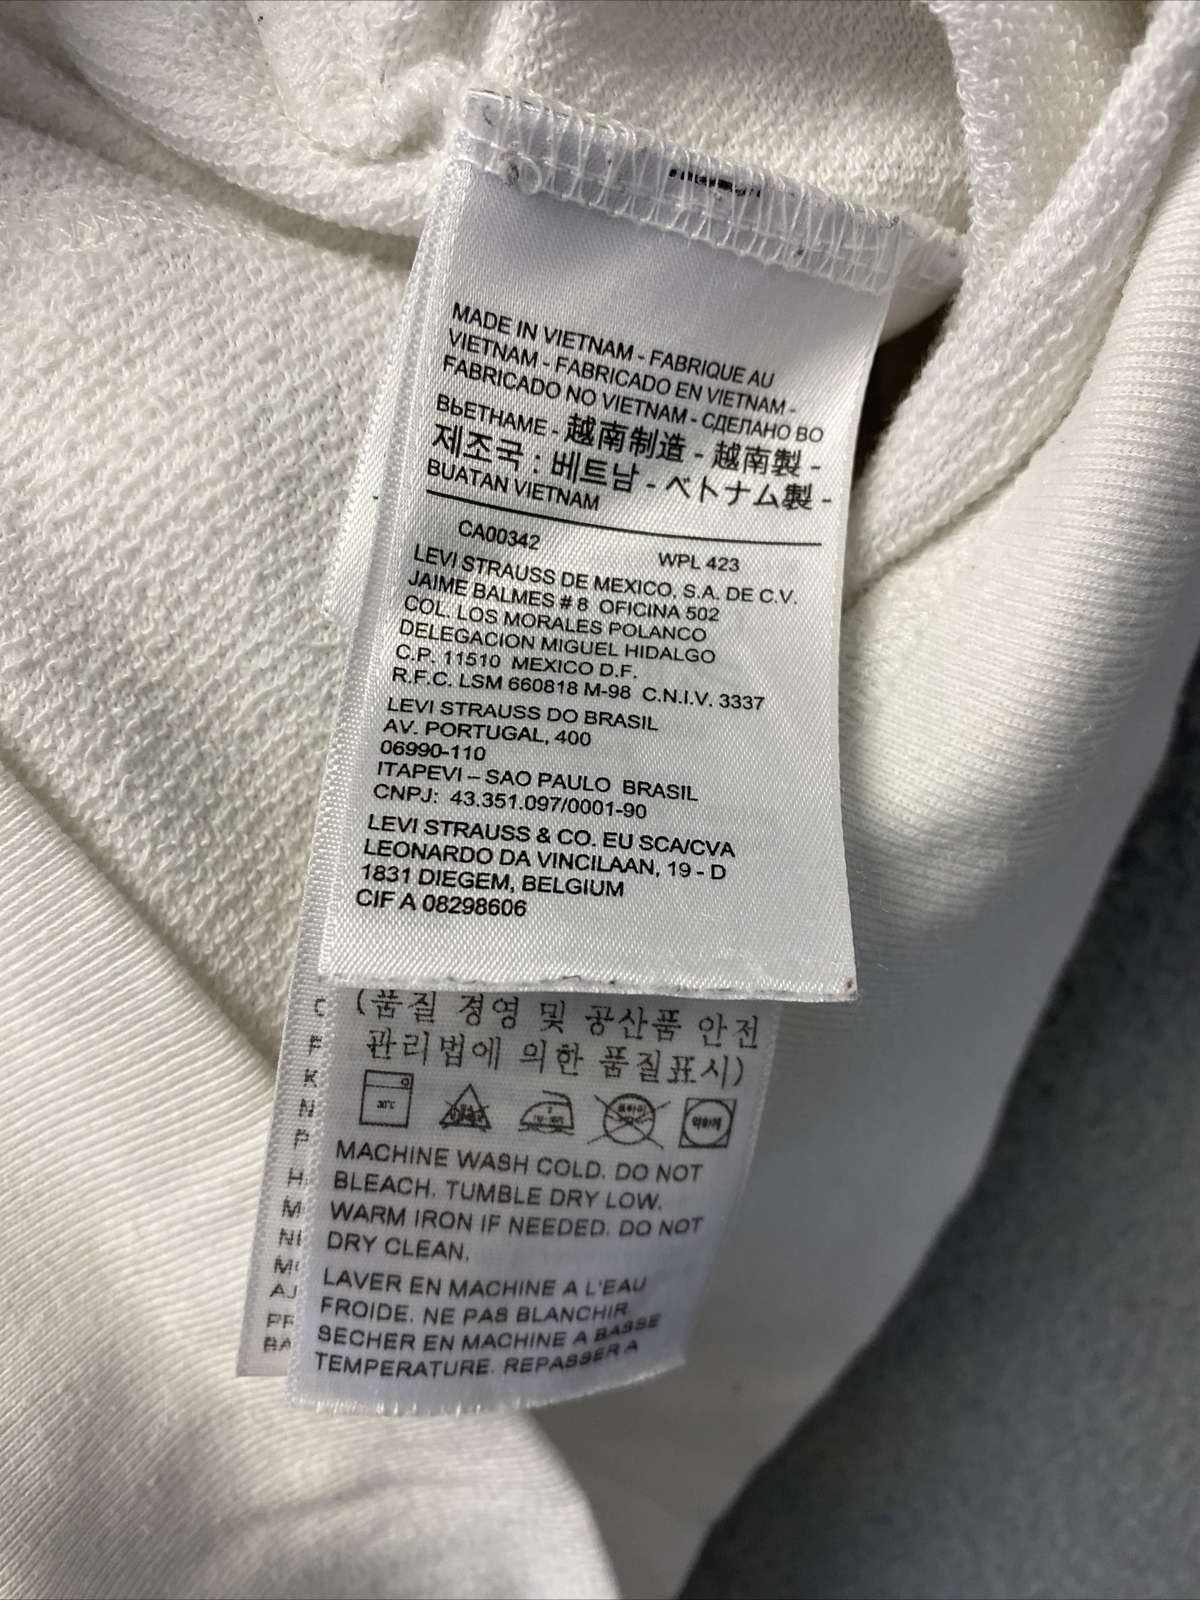 MADE IN VIETNAM - FABRIQUE AU
VIETNAM - FABRICADO EN VIETNAM -
FABRICADO NO VIETNAM - СДЕЛАНО ВО
ВЬЕТНАМЕ - 越南制造 - 越南製 -
제조국 : 베트남 - ベトナム製 -
BUATAN VIETNAM
CA00342 WPL 423
LEVI STRAUSS DE MEXICO, S.A. DE C.V.
JAIME BALMES # 8 OFICINA 502
COL. LOS MORALES POLANCO
DELEGACION MIGUEL HIDALGO
C.P. 11510 MEXICO D.F.
R.F.C. LSM 660818 M-98 C.N.I.V. 3337
LEVI STRAUSS DO BRASIL
AV. PORTUGAL, 400
06990-110
ITAPEVI – SAO PAULO BRASIL
CNPJ: 43.351.097/0001-90
LEVI STRAUSS & CO. EU SCA/CVA
LEONARDO DA VINCILAAN, 19 - D
1831 DIEGEM, BELGIUM
CIF A 08298606
(품질 경영 및 공산품 안전
관리법에 의한 품질표시)
30°C 약하게
MACHINE WASH COLD. DO NOT
BLEACH. TUMBLE DRY LOW.
WARM IRON IF NEEDED. DO NOT
DRY CLEAN.
LAVER EN MACHINE A L'EAU
FROIDE. NE PAS BLANCHIR.
SECHER EN MACHINE A BASSE
TEMPERATURE. REPASSER A